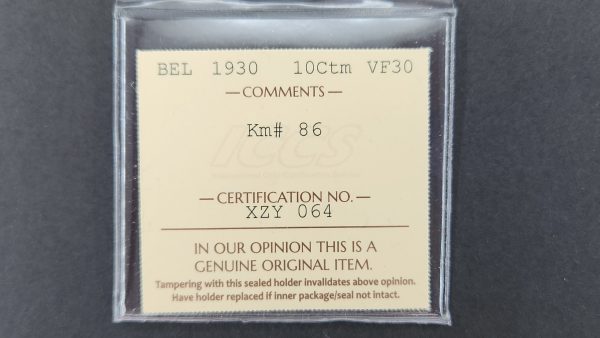 BEL 1930 10Ctm VF30
— COMMENTS —
Km# 86
ICCS
— CERTIFICATION NO. —
XZY 064
IN OUR OPINION THIS IS A
GENUINE ORIGINAL ITEM.
Tampering with this sealed holder invalidates above opinion.
Have holder replaced if inner package/seal not intact.